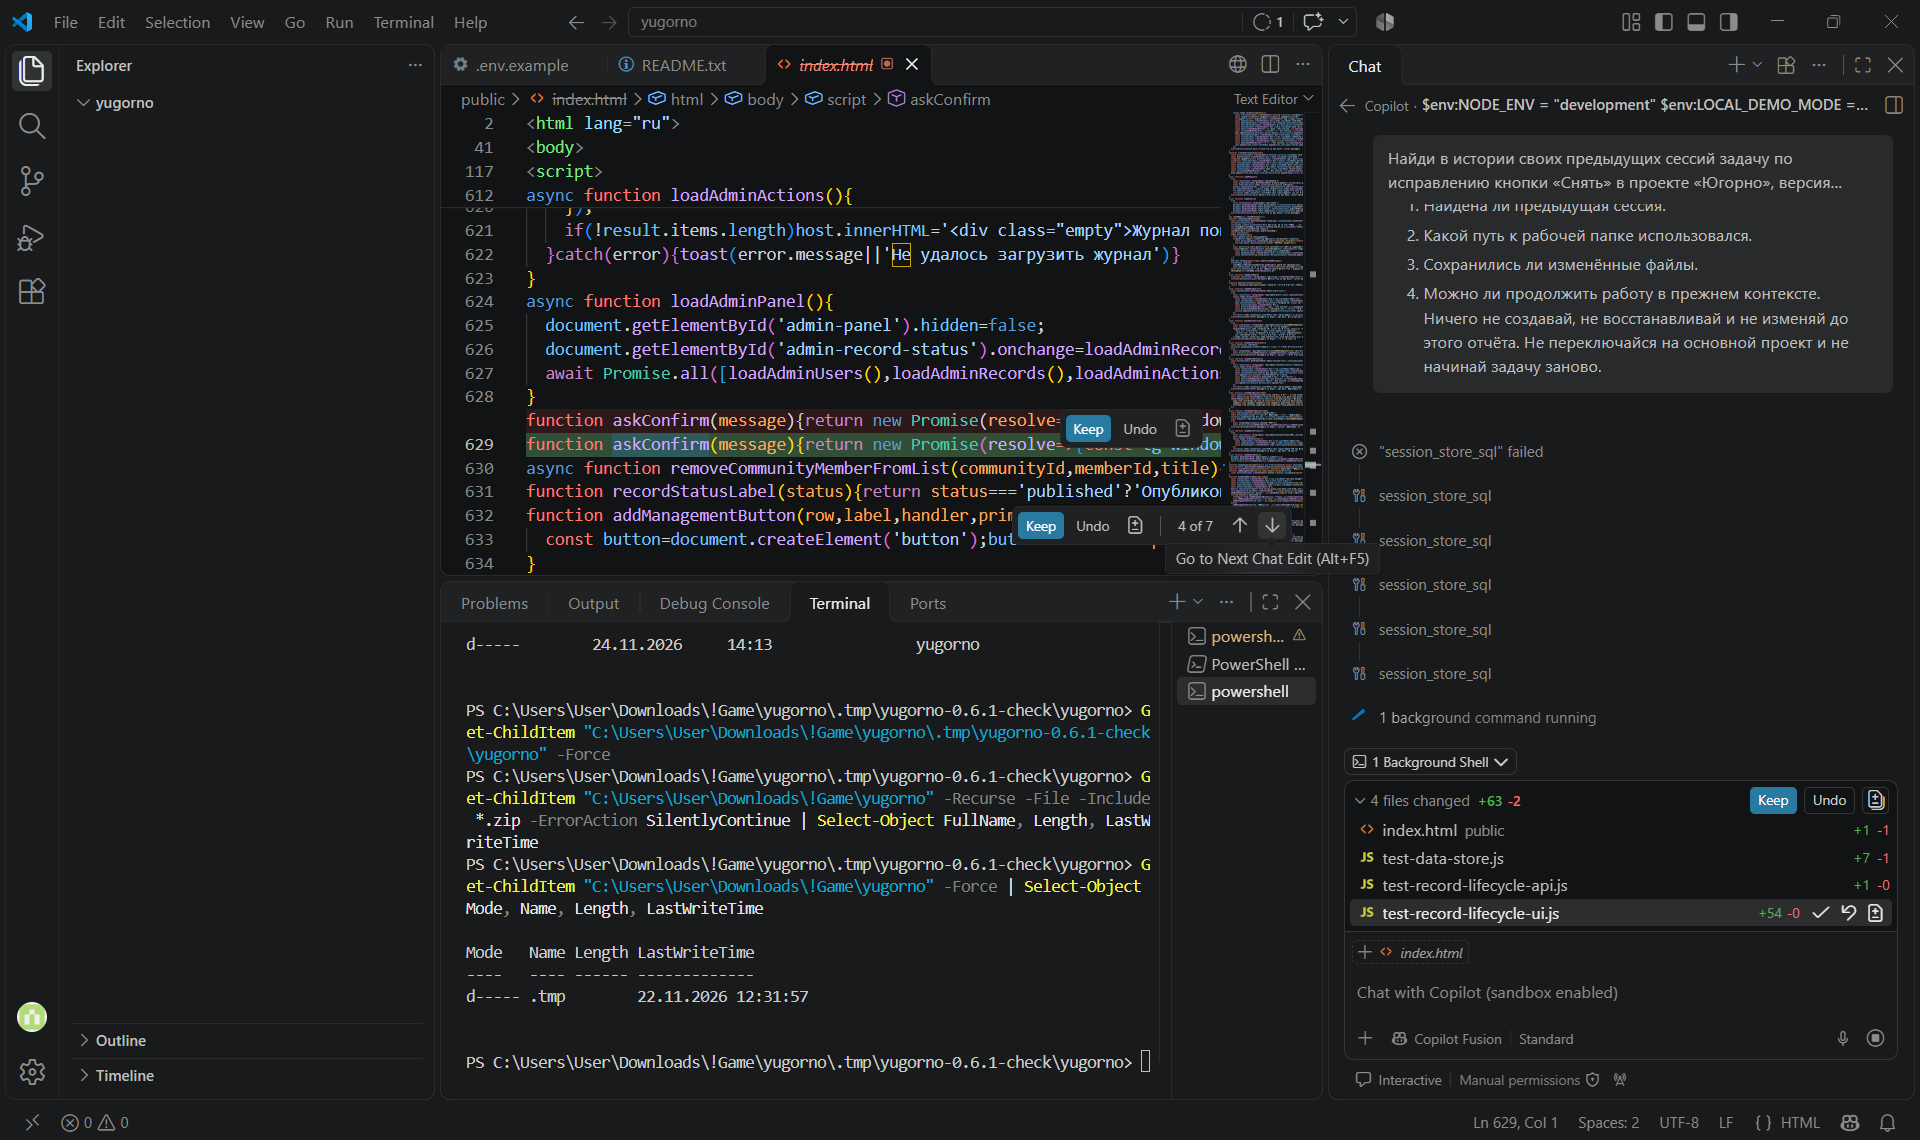 File Edit Selection View Go Run Terminal Help
yugorno
1
Explorer
yugorno
Outline
Timeline
.env.example
README.txt
index.html
public > index.html > html > body > script > askConfirm
Text Editor
2 <html lang="ru">
41 <body>
117 <script>
612 async function loadAdminActions(){
620 });
621 if(!result.items.length)host.innerHTML='<div class="empty">Журнал по
622 }catch(error){toast(error.message||'Не удалось загрузить журнал')}
623 }
624 async function loadAdminPanel(){
625 document.getElementById('admin-panel').hidden=false;
626 document.getElementById('admin-record-status').onchange=loadAdminRecor
627 await Promise.all([loadAdminUsers(),loadAdminRecords(),loadAdminAction
628 }
function askConfirm(message){return new Promise(resolve=
Keep Undo
629 function askConfirm(message){return new Promise(resolve=
630 async function removeCommunityMemberFromList(communityId,memberId,title)
631 function recordStatusLabel(status){return status==='published'?'Опублико
632 function addManagementButton(row,label,handler,pri
633 const button=document.createElement('button');but
634 }
Keep Undo 4 of 7
Go to Next Chat Edit (Alt+F5)
Problems Output Debug Console Terminal Ports
d----- 24.11.2026 14:13 yugorno
PS C:\Users\User\Downloads\!Game\yugorno\.tmp\yugorno-0.6.1-check\yugorno> G
et-ChildItem "C:\Users\User\Downloads\!Game\yugorno\.tmp\yugorno-0.6.1-check
\yugorno" -Force
PS C:\Users\User\Downloads\!Game\yugorno\.tmp\yugorno-0.6.1-check\yugorno> G
et-ChildItem "C:\Users\User\Downloads\!Game\yugorno" -Recurse -File -Include
*.zip -ErrorAction SilentlyContinue | Select-Object FullName, Length, LastW
riteTime
PS C:\Users\User\Downloads\!Game\yugorno\.tmp\yugorno-0.6.1-check\yugorno> G
et-ChildItem "C:\Users\User\Downloads\!Game\yugorno" -Force | Select-Object
Mode, Name, Length, LastWriteTime
Mode Name Length LastWriteTime
---- ---- ------ -------------
d----- .tmp 22.11.2026 12:31:57
PS C:\Users\User\Downloads\!Game\yugorno\.tmp\yugorno-0.6.1-check\yugorno>
powersh...
PowerShell ...
powershell
Chat
Copilot · $env:NODE_ENV = "development" $env:LOCAL_DEMO_MODE =...
Найди в истории своих предыдущих сессий задачу по
исправлению кнопки «Снять» в проекте «Югорно», версия...
1. Найдена ли предыдущая сессия.
2. Какой путь к рабочей папке использовался.
3. Сохранились ли изменённые файлы.
4. Можно ли продолжить работу в прежнем контексте.
Ничего не создавай, не восстанавливай и не изменяй до
этого отчёта. Не переключайся на основной проект и не
начинай задачу заново.
"session_store_sql" failed
session_store_sql
session_store_sql
session_store_sql
session_store_sql
session_store_sql
1 background command running
1 Background Shell
4 files changed +63 -2 Keep Undo
index.html public +1 -1
JS test-data-store.js +7 -1
JS test-record-lifecycle-api.js +1 -0
JS test-record-lifecycle-ui.js +54 -0
index.html
Chat with Copilot (sandbox enabled)
Copilot Fusion Standard
Interactive Manual permissions
0 0
Ln 629, Col 1 Spaces: 2 UTF-8 LF { } HTML